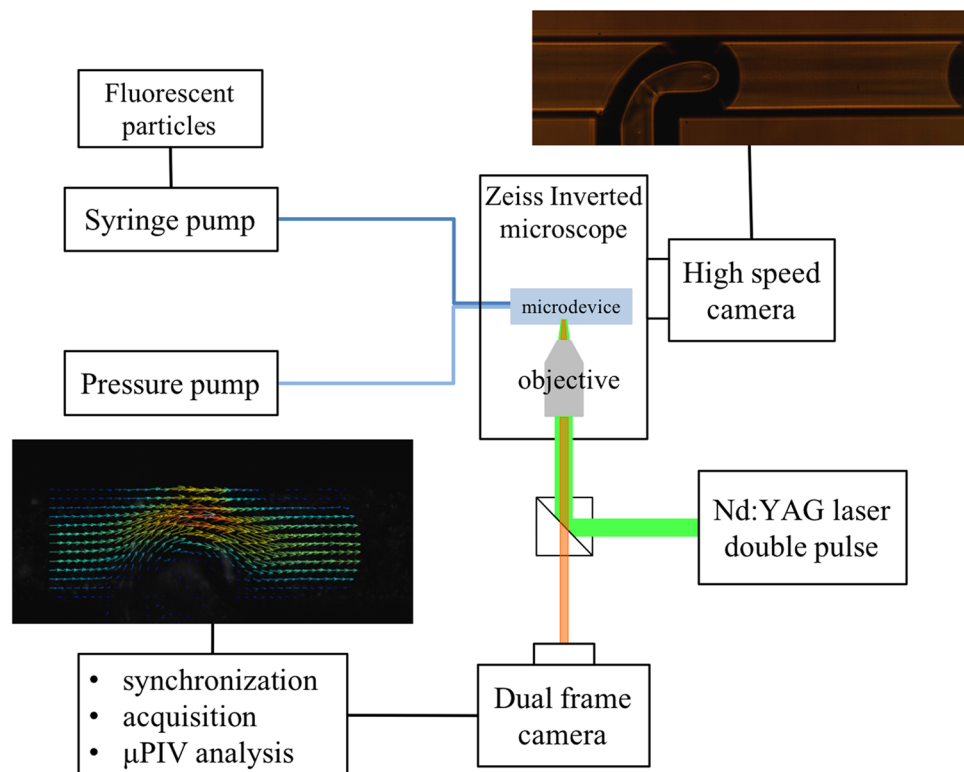 Fluorescent
particles
Syringe pump
Zeiss Inverted
microscope
High speed
camera
microdevice
Pressure pump
objective
Nd:YAG laser
double pulse
• synchronization
• acquisition
• μPIV analysis
Dual frame
camera